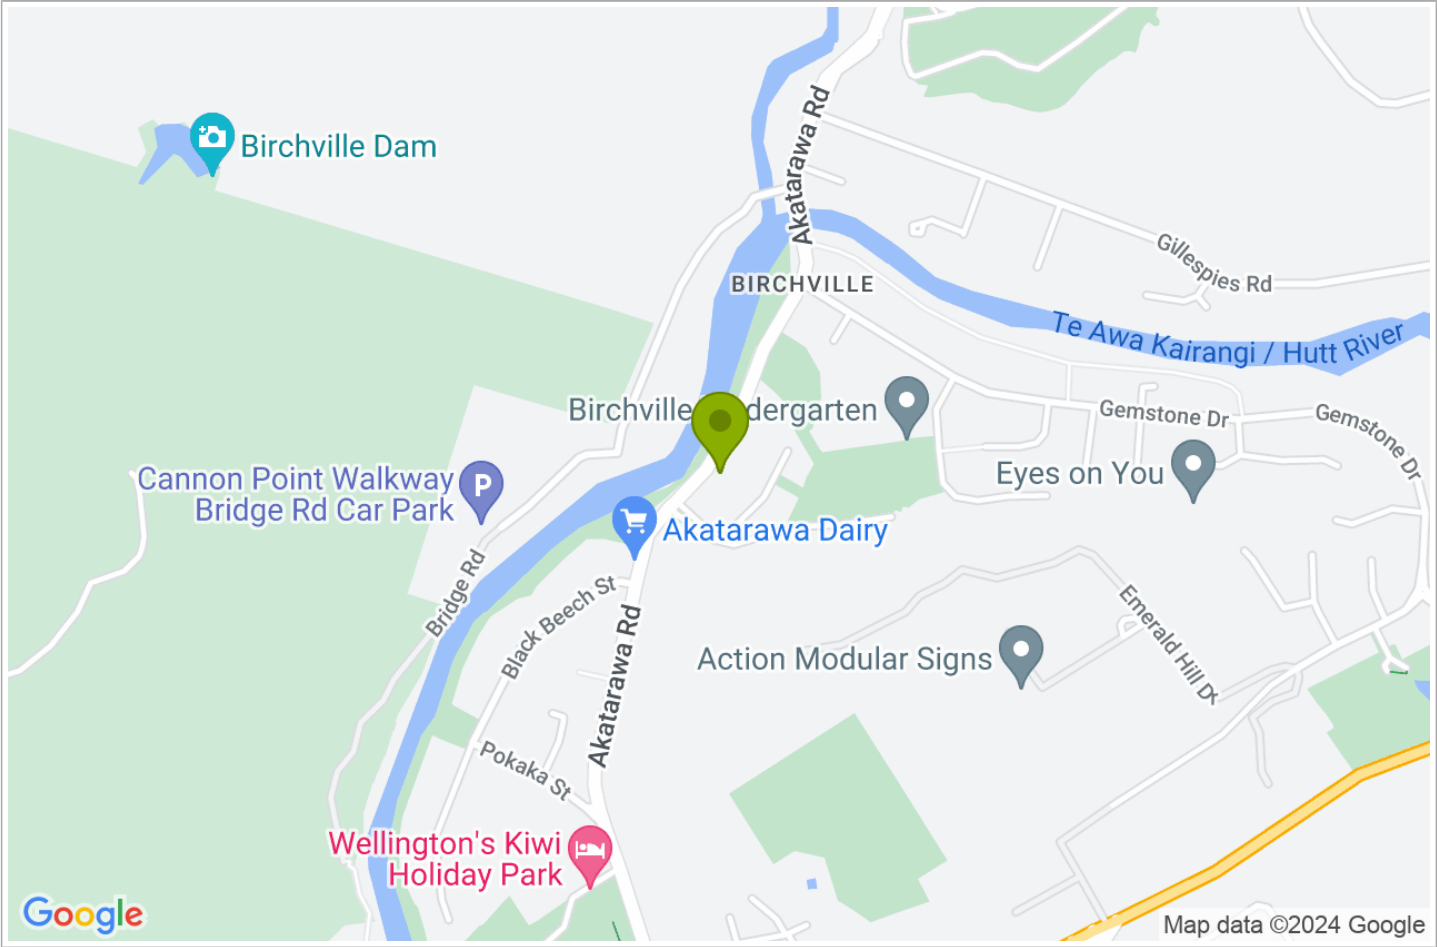 Akatarawa Rd
Birchville Dam
Akatarawa Rd
Gillespies Rd
BIRCHVILLE
Te Awa Kairangi / Hutt River
Birchville dergarten
Gemstone Dr
Gemstone Dr
Cannon Point Walkway
Bridge Rd Car Park
P
Eyes on You
Akatarawa Dairy
Bridge Rd
Black Beech St
Emerald Hill Dr
Akatarawa Rd
Action Modular Signs
Pokaka St
Wellington's Kiwi
Holiday Park
Google
Map data ©2024 Google